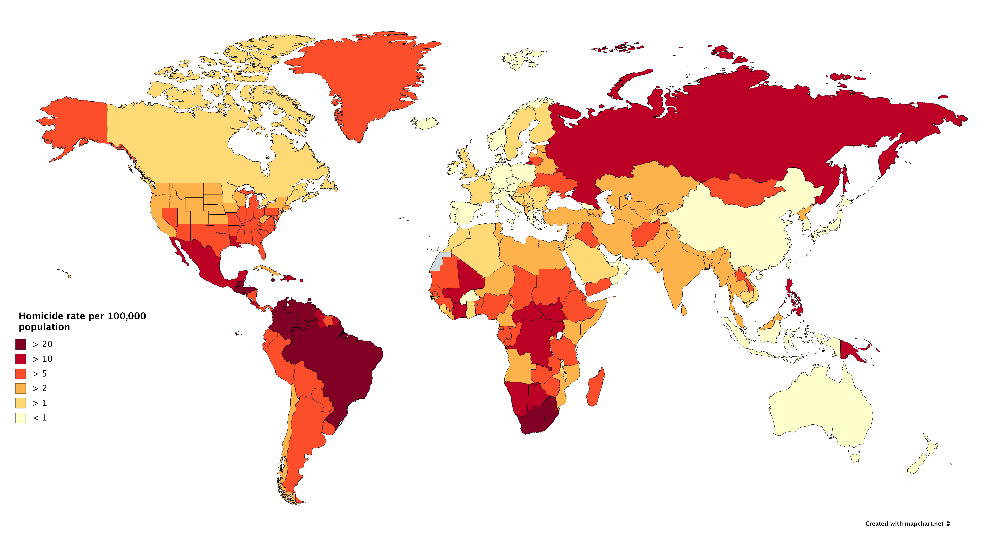 Homicide rate per 100,000
population
> 20
> 10
> 5
> 2
> 1
< 1
Created with mapchart.net ©